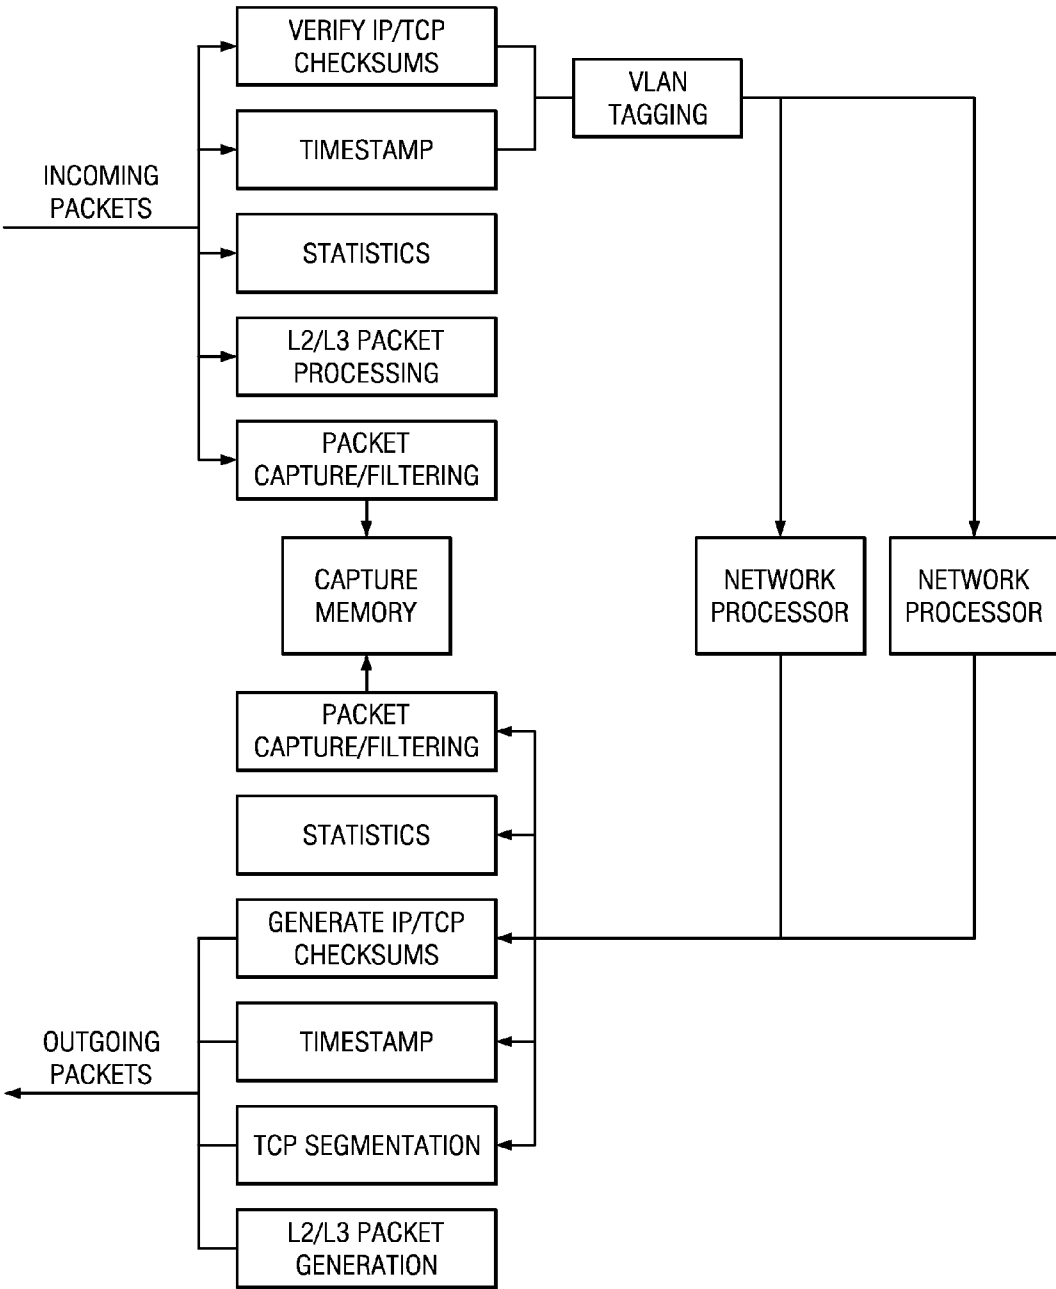 VERIFY IP/TCP
CHECKSUMS
VLAN
TAGGING
TIMESTAMP
INCOMING
PACKETS
STATISTICS
L2/L3 PACKET
PROCESSING
PACKET
CAPTURE/FILTERING
CAPTURE
MEMORY
NETWORK
PROCESSOR
NETWORK
PROCESSOR
PACKET
CAPTURE/FILTERING
STATISTICS
GENERATE IP/TCP
CHECKSUMS
TIMESTAMP
OUTGOING
PACKETS
TCP SEGMENTATION
L2/L3 PACKET
GENERATION